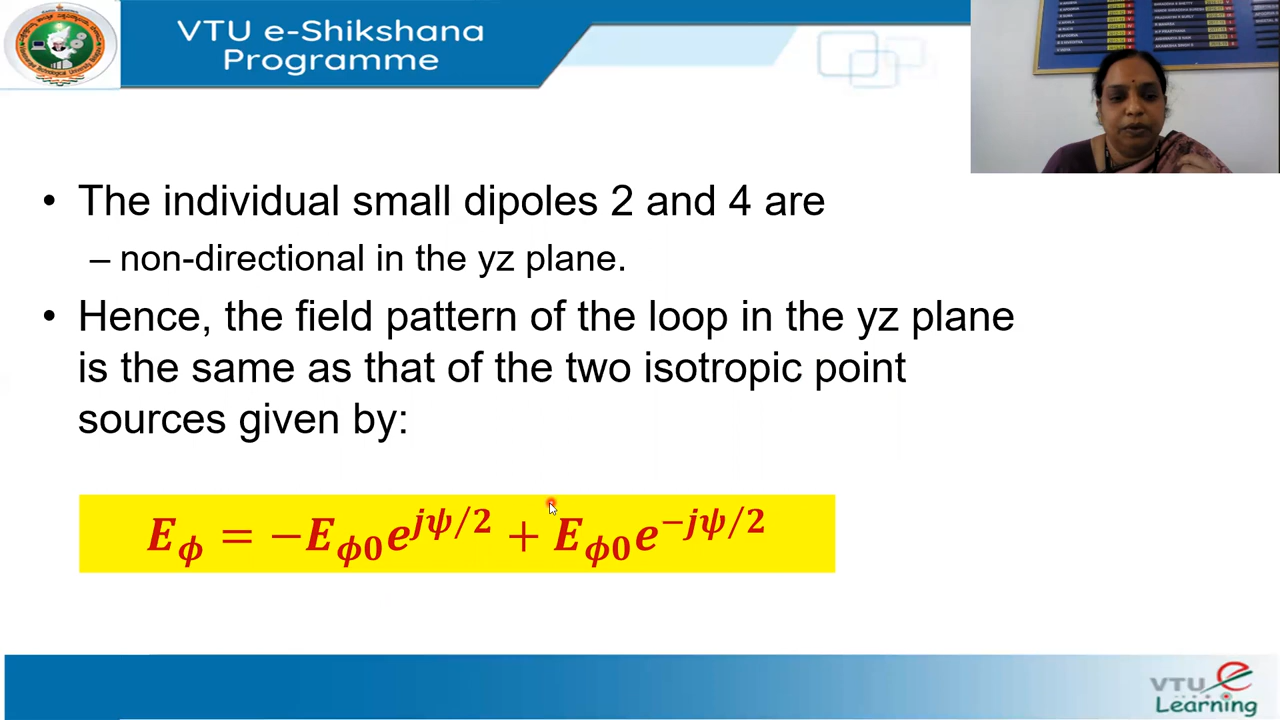 VTU e-Shikshana
Programme
• The individual small dipoles 2 and 4 are
– non-directional in the yz plane.
• Hence, the field pattern of the loop in the yz plane
is the same as that of the two isotropic point
sources given by:
E_ϕ = −E_ϕ0 e^{jψ/2} + E_ϕ0 e^{−jψ/2}
VTU e
Learning